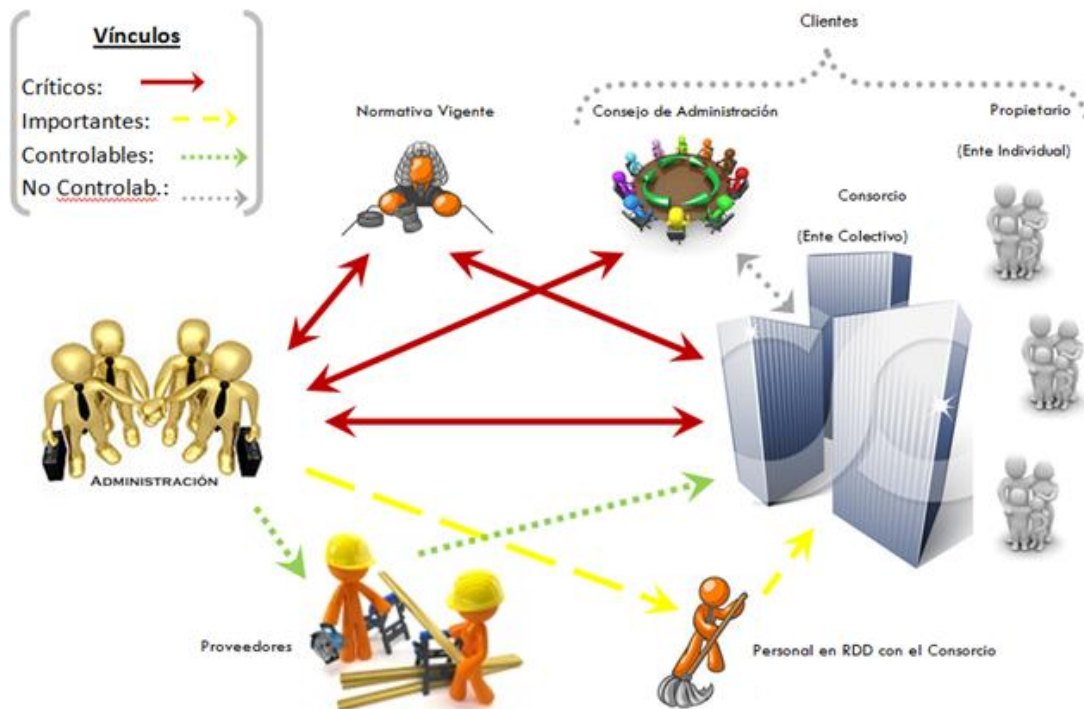 Vínculos
Críticos:
Importantes:
Controlables:
No Controlab.:
Clientes
Normativa Vigente
Consejo de Administración
Propietario
(Ente Individual)
Consorcio
(Ente Colectivo)
ADMINISTRACIÓN
Proveedores
Personal en RDD con el Consorcio